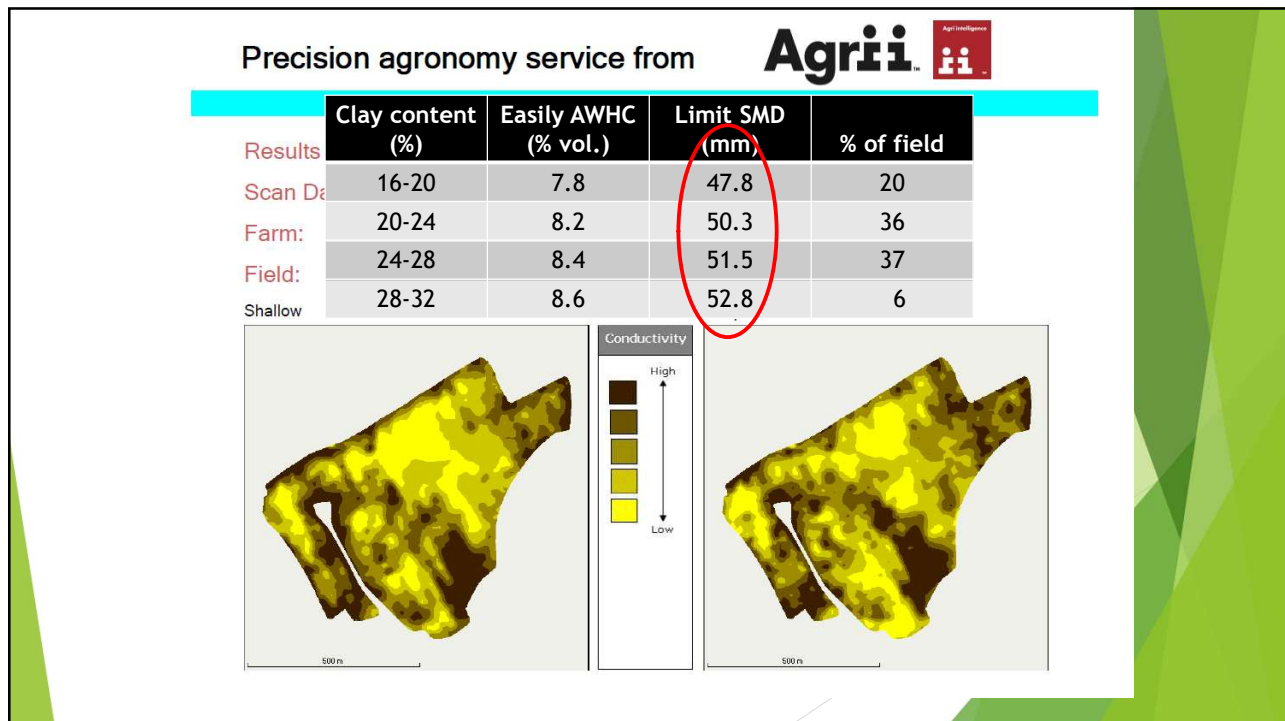 Precision agronomy service from
Agrii
Agri Intelligence
ii
Clay content (%) Easily AWHC (% vol.) Limit SMD (mm) % of field
16-20 7.8 47.8 20
20-24 8.2 50.3 36
24-28 8.4 51.5 37
28-32 8.6 52.8 6
Results
Scan Da
Farm:
Field:
Shallow
Conductivity
High
Low
500 m
500 m